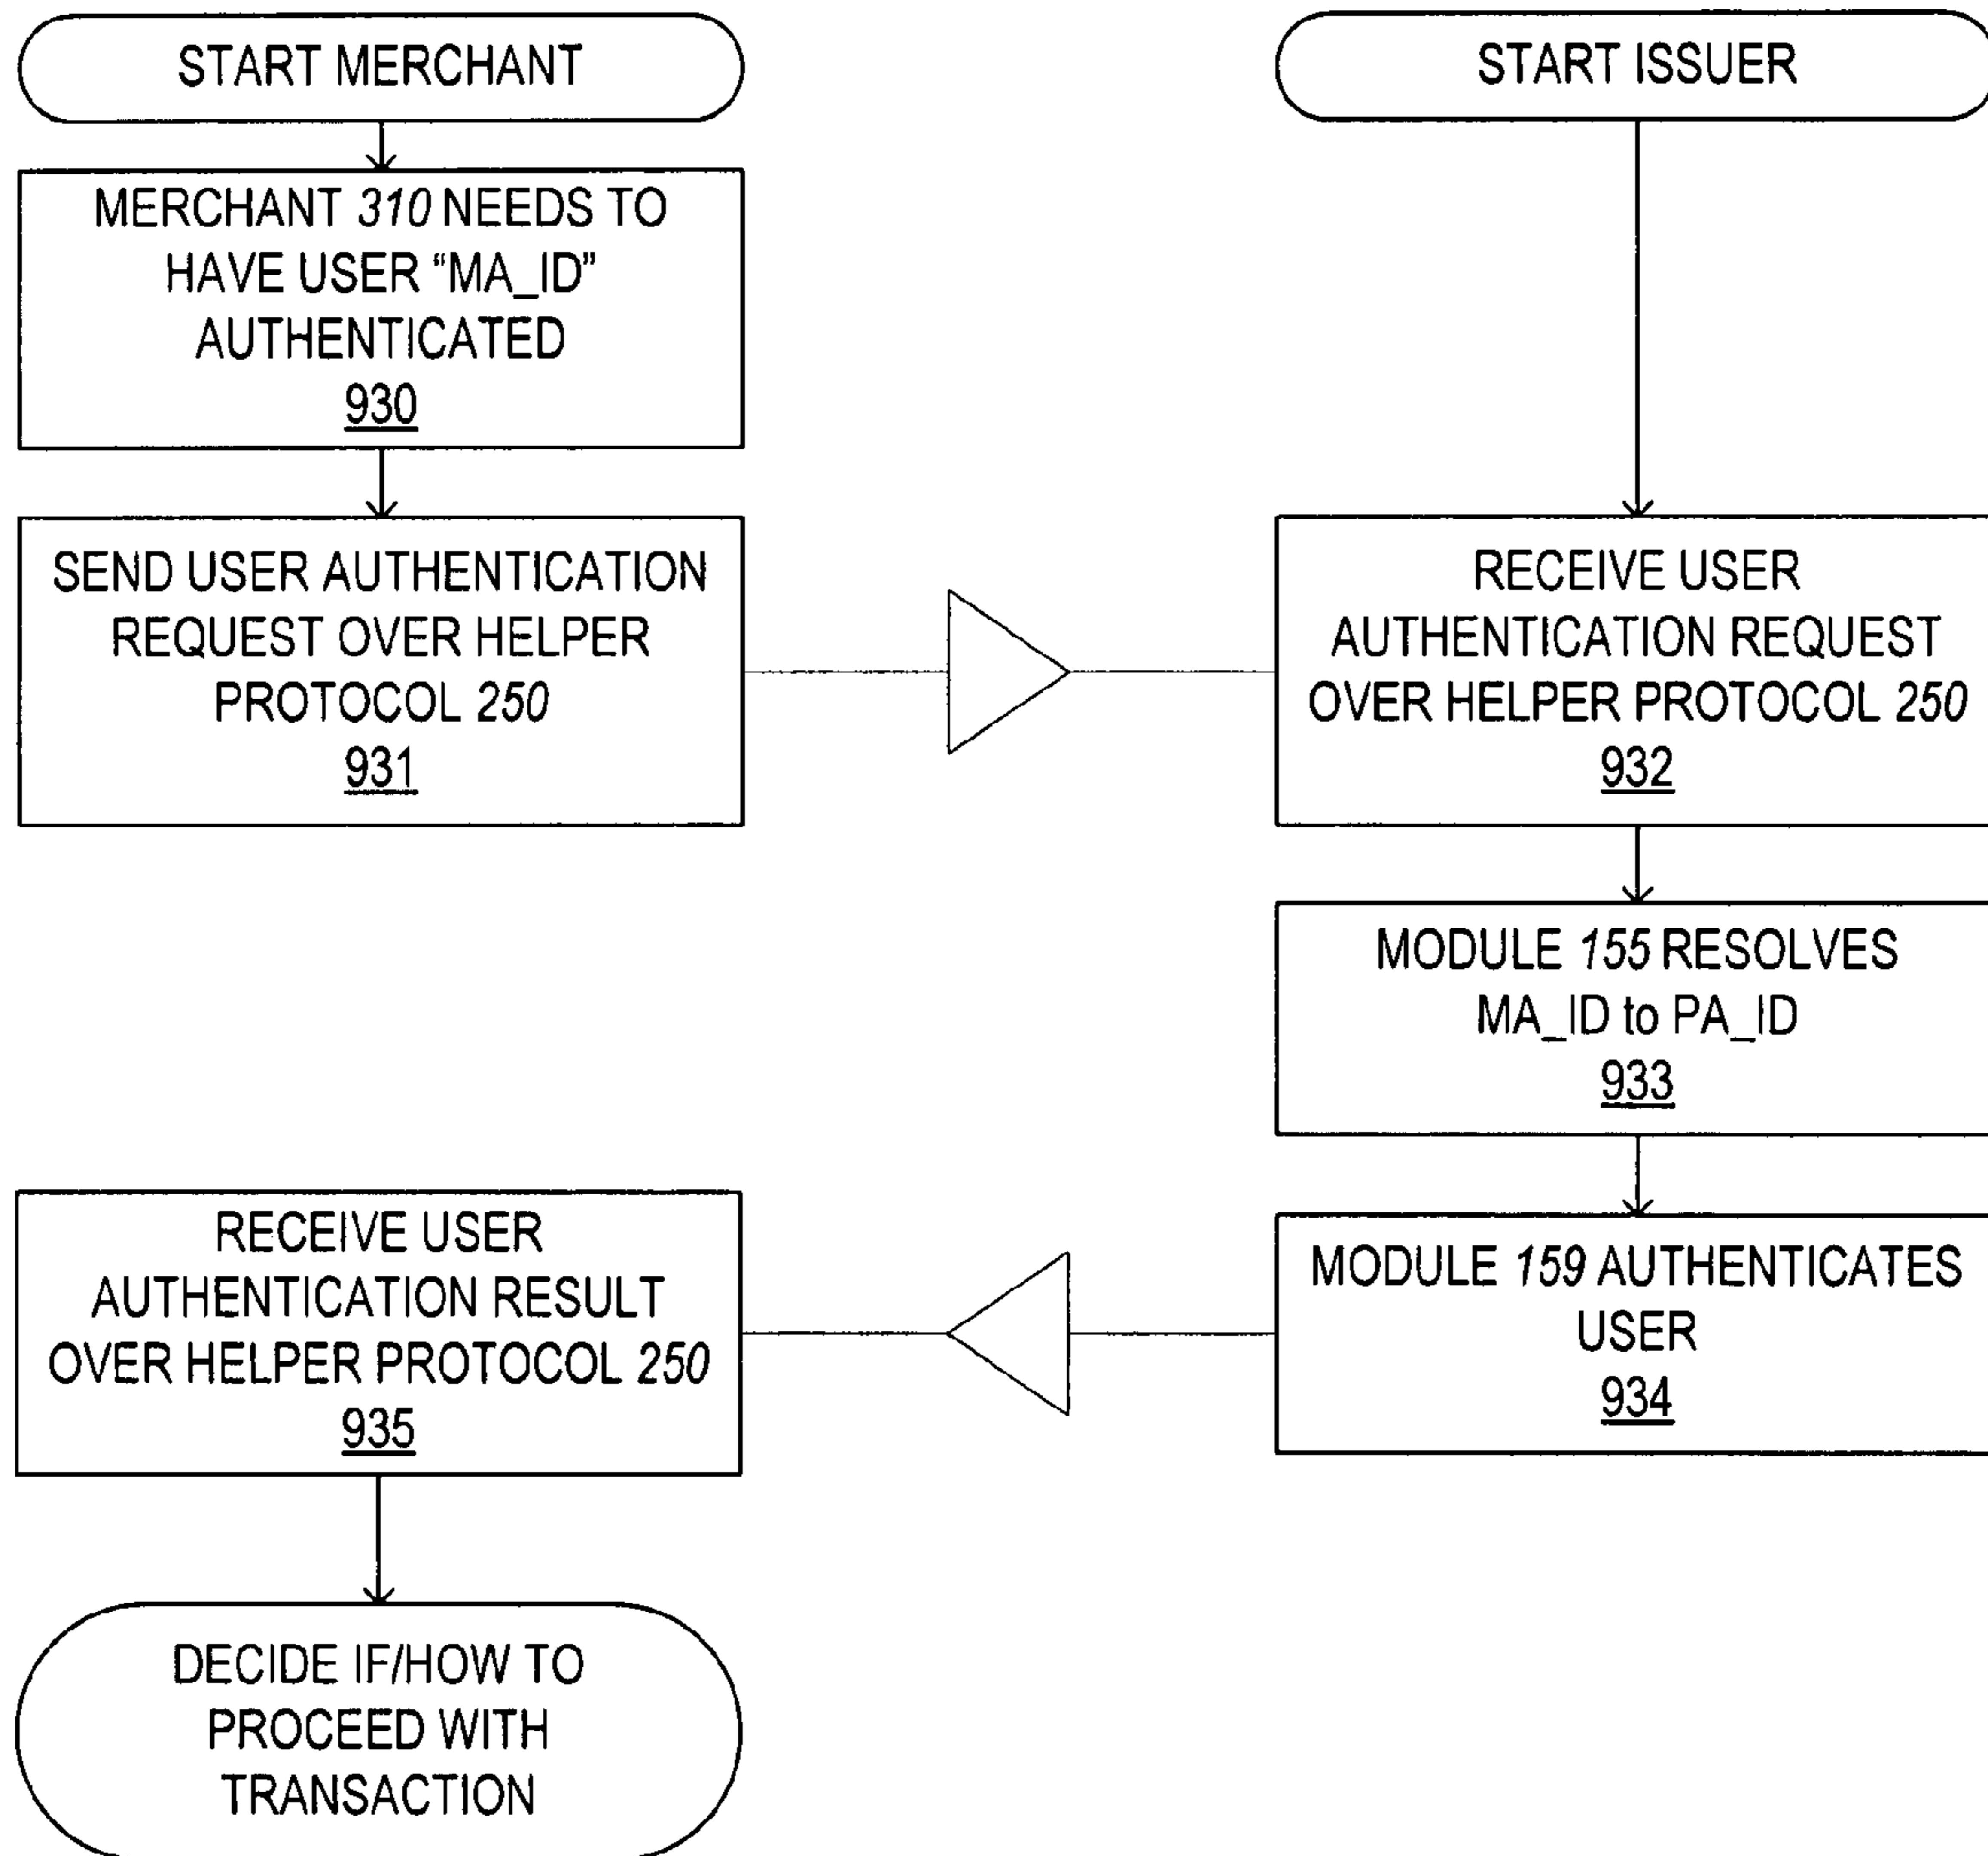 START MERCHANT
START ISSUER
MERCHANT 310 NEEDS TO
HAVE USER “MA_ID”
AUTHENTICATED
930
SEND USER AUTHENTICATION
REQUEST OVER HELPER
PROTOCOL 250
931
RECEIVE USER
AUTHENTICATION REQUEST
OVER HELPER PROTOCOL 250
932
MODULE 155 RESOLVES
MA_ID to PA_ID
933
MODULE 159 AUTHENTICATES
USER
934
RECEIVE USER
AUTHENTICATION RESULT
OVER HELPER PROTOCOL 250
935
DECIDE IF/HOW TO
PROCEED WITH
TRANSACTION